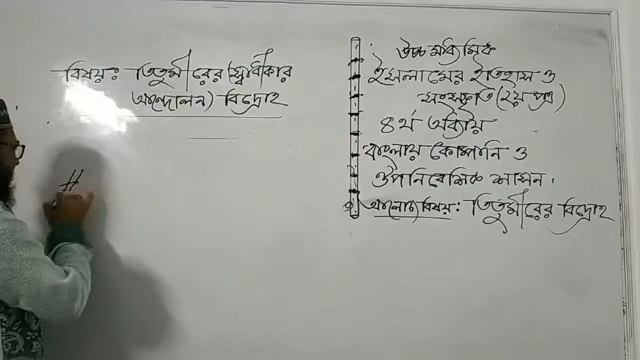 বিষয়: তিতুমীরের (স্বাধীকার
আন্দোলন) বিদ্রোহ
#
উচ্চ মাধ্যমিক
ইসলামের ইতিহাস ও
সংস্কৃতি (২য় পত্র)
৪র্থ অধ্যায়
বাংলায় কোম্পানি ও
ঔপনিবেশিক শাসন।
আলোচ্য বিষয়: তিতুমীরের বিদ্রোহ